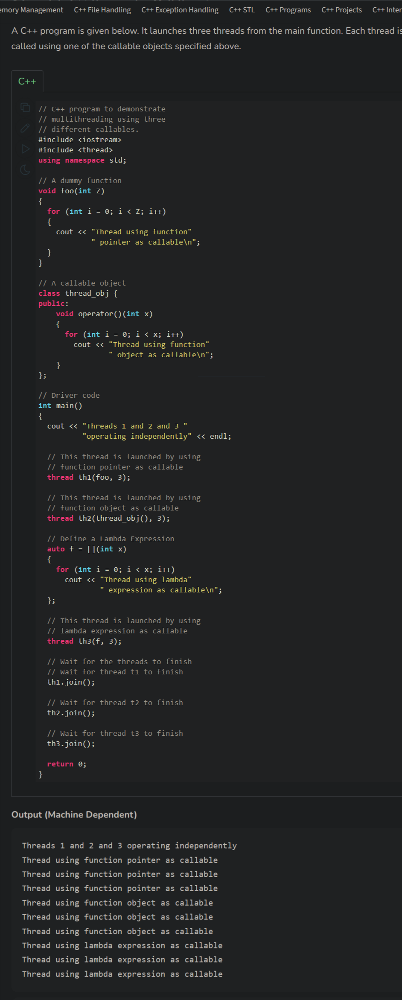 emory Management C++ File Handling C++ Exception Handling C++ STL C++ Programs C++ Projects C++ Inter
A C++ program is given below. It launches three threads from the main function. Each thread is
called using one of the callable objects specified above.
C++
// C++ program to demonstrate
// multithreading using three
// different callables.
#include <iostream>
#include <thread>
using namespace std;
// A dummy function
void foo(int Z)
{
for (int i = 0; i < Z; i++)
{
cout << "Thread using function"
" pointer as callable\n";
}
}
// A callable object
class thread_obj {
public:
void operator()(int x)
{
for (int i = 0; i < x; i++)
cout << "Thread using function"
" object as callable\n";
}
};
// Driver code
int main()
{
cout << "Threads 1 and 2 and 3 "
"operating independently" << endl;
// This thread is launched by using
// function pointer as callable
thread th1(foo, 3);
// This thread is launched by using
// function object as callable
thread th2(thread_obj(), 3);
// Define a Lambda Expression
auto f = [](int x)
{
for (int i = 0; i < x; i++)
cout << "Thread using lambda"
" expression as callable\n";
};
// This thread is launched by using
// lambda expression as callable
thread th3(f, 3);
// Wait for the threads to finish
// Wait for thread t1 to finish
th1.join();
// Wait for thread t2 to finish
th2.join();
// Wait for thread t3 to finish
th3.join();
return 0;
}
Output (Machine Dependent)
Threads 1 and 2 and 3 operating independently
Thread using function pointer as callable
Thread using function pointer as callable
Thread using function pointer as callable
Thread using function object as callable
Thread using function object as callable
Thread using function object as callable
Thread using lambda expression as callable
Thread using lambda expression as callable
Thread using lambda expression as callable